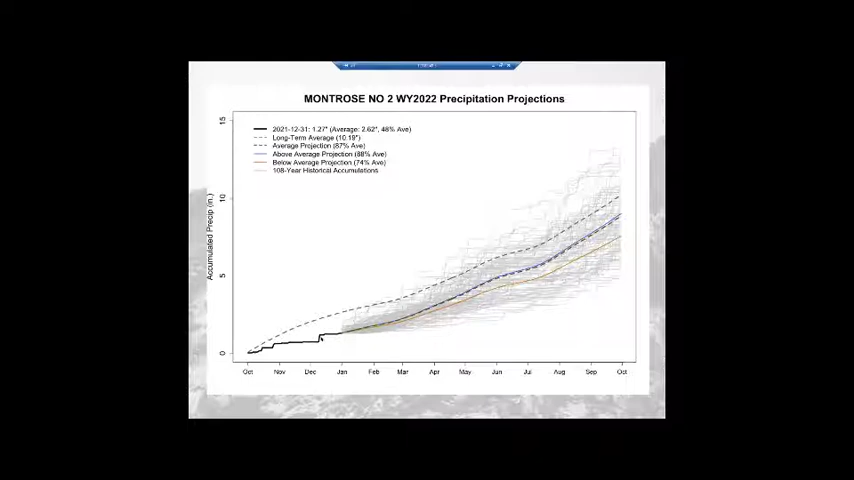 MONTROSE NO 2 WY2022 Precipitation Projections
15
2021-12-31: 1.27" (Average: 2.62", 48% Ave)
Long-Term Average (10.19")
Average Projection (87% Ave)
Above Average Projection (88% Ave)
Below Average Projection (74% Ave)
108-Year Historical Accumulations
10
Accumulated Precip (in.)
5
0
Oct Nov Dec Jan Feb Mar Apr May Jun Jul Aug Sep Oct